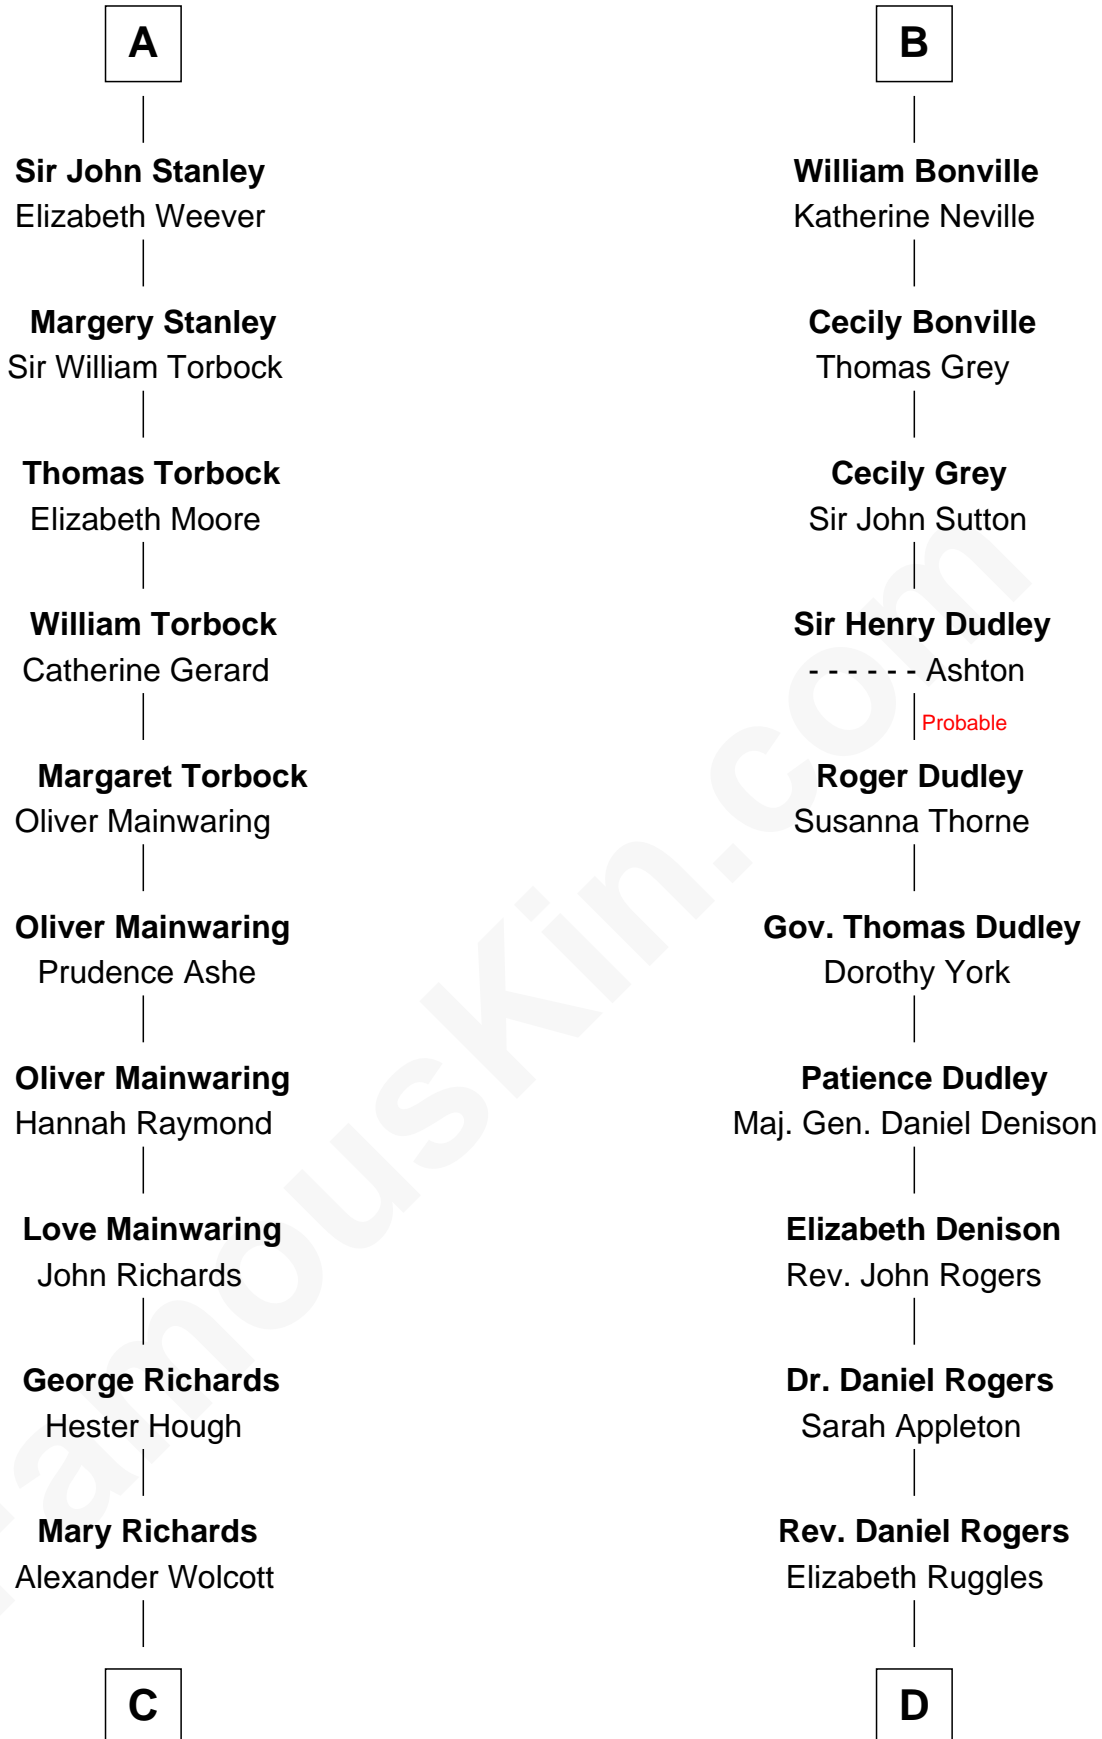 A
Sir John Stanley
Elizabeth Weever
Margery Stanley
Sir William Torbock
Thomas Torbock
Elizabeth Moore
William Torbock
Catherine Gerard
Margaret Torbock
Oliver Mainwaring
Oliver Mainwaring
Prudence Ashe
Oliver Mainwaring
Hannah Raymond
Love Mainwaring
John Richards
George Richards
Hester Hough
Mary Richards
Alexander Wolcott
C
B
William Bonville
Katherine Neville
Cecily Bonville
Thomas Grey
Cecily Grey
Sir John Sutton
Sir Henry Dudley
- - - - - - Ashton
Probable
Roger Dudley
Susanna Thorne
Gov. Thomas Dudley
Dorothy York
Patience Dudley
Maj. Gen. Daniel Denison
Elizabeth Denison
Rev. John Rogers
Dr. Daniel Rogers
Sarah Appleton
Rev. Daniel Rogers
Elizabeth Ruggles
D
FamousKin.com